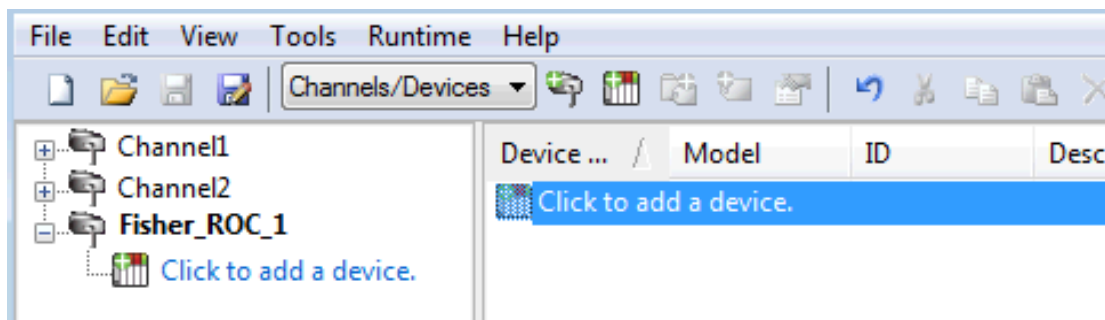 File Edit View Tools Runtime Help
Channels/Devices
Channel1
Channel2
Fisher_ROC_1
Click to add a device.
Device ... Model ID Desc
Click to add a device.